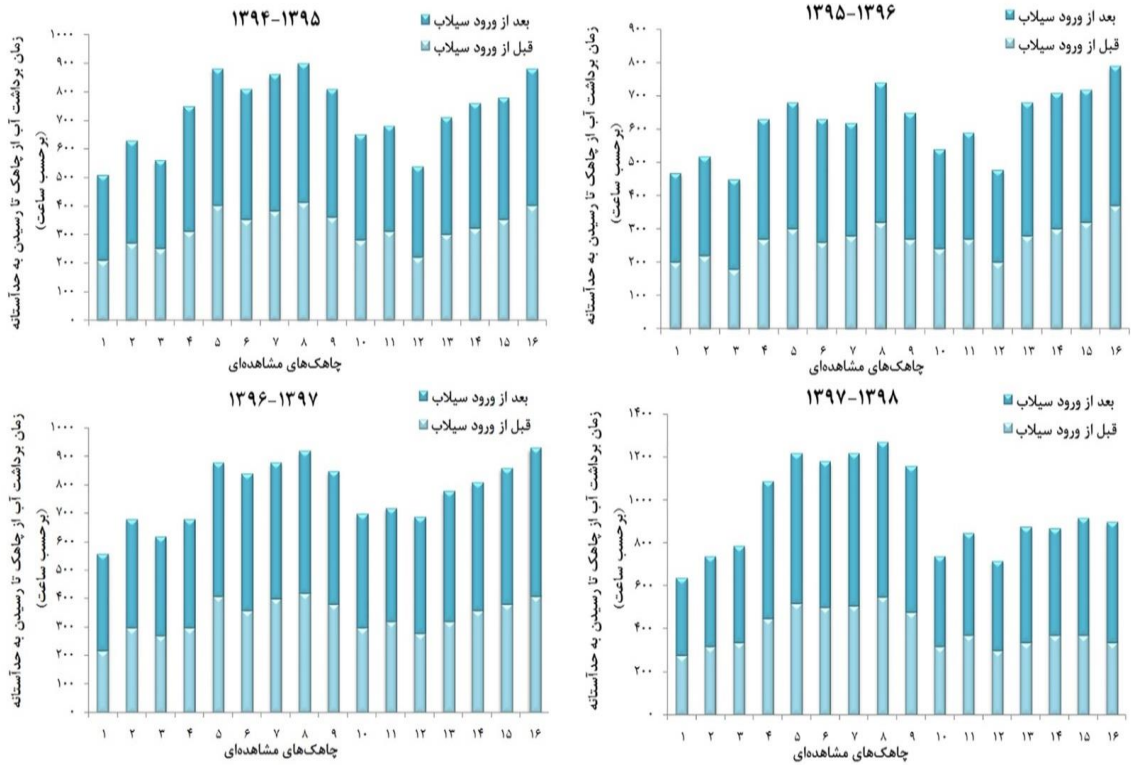 ۱۳۹۴-۱۳۹۵
بعد از ورود سیلاب
قبل از ورود سیلاب
زمان برداشت آب از چاهک تا رسیدن به حدآستانه
(برحسب ساعت)
۱۰۰۰
۹۰۰
۸۰۰
۷۰۰
۶۰۰
۵۰۰
۴۰۰
۳۰۰
۲۰۰
۱۰۰
۰
۱ ۲ ۳ ۴ ۵ ۶ ۷ ۸ ۹ ۱۰ ۱۱ ۱۲ ۱۳ ۱۴ ۱۵ ۱۶
چاهک‌های مشاهده‌ای
۱۳۹۵-۱۳۹۶
بعد از ورود سیلاب
قبل از ورود سیلاب
زمان برداشت آب از چاهک تا رسیدن به حدآستانه
(برحسب ساعت)
۹۰۰
۸۰۰
۷۰۰
۶۰۰
۵۰۰
۴۰۰
۳۰۰
۲۰۰
۱۰۰
۰
۱ ۲ ۳ ۴ ۵ ۶ ۷ ۸ ۹ ۱۰ ۱۱ ۱۲ ۱۳ ۱۴ ۱۵ ۱۶
چاهک‌های مشاهده‌ای
۱۳۹۶-۱۳۹۷
بعد از ورود سیلاب
قبل از ورود سیلاب
زمان برداشت آب از چاهک تا رسیدن به حدآستانه
(برحسب ساعت)
۱۰۰۰
۹۰۰
۸۰۰
۷۰۰
۶۰۰
۵۰۰
۴۰۰
۳۰۰
۲۰۰
۱۰۰
۰
۱ ۲ ۳ ۴ ۵ ۶ ۷ ۸ ۹ ۱۰ ۱۱ ۱۲ ۱۳ ۱۴ ۱۵ ۱۶
چاهک‌های مشاهده‌ای
۱۳۹۷-۱۳۹۸
بعد از ورود سیلاب
قبل از ورود سیلاب
زمان برداشت آب از چاهک تا رسیدن به حدآستانه
(برحسب ساعت)
۱۴۰۰
۱۲۰۰
۱۰۰۰
۸۰۰
۶۰۰
۴۰۰
۲۰۰
۰
۱ ۲ ۳ ۴ ۵ ۶ ۷ ۸ ۹ ۱۰ ۱۱ ۱۲ ۱۳ ۱۴ ۱۵ ۱۶
چاهک‌های مشاهده‌ای